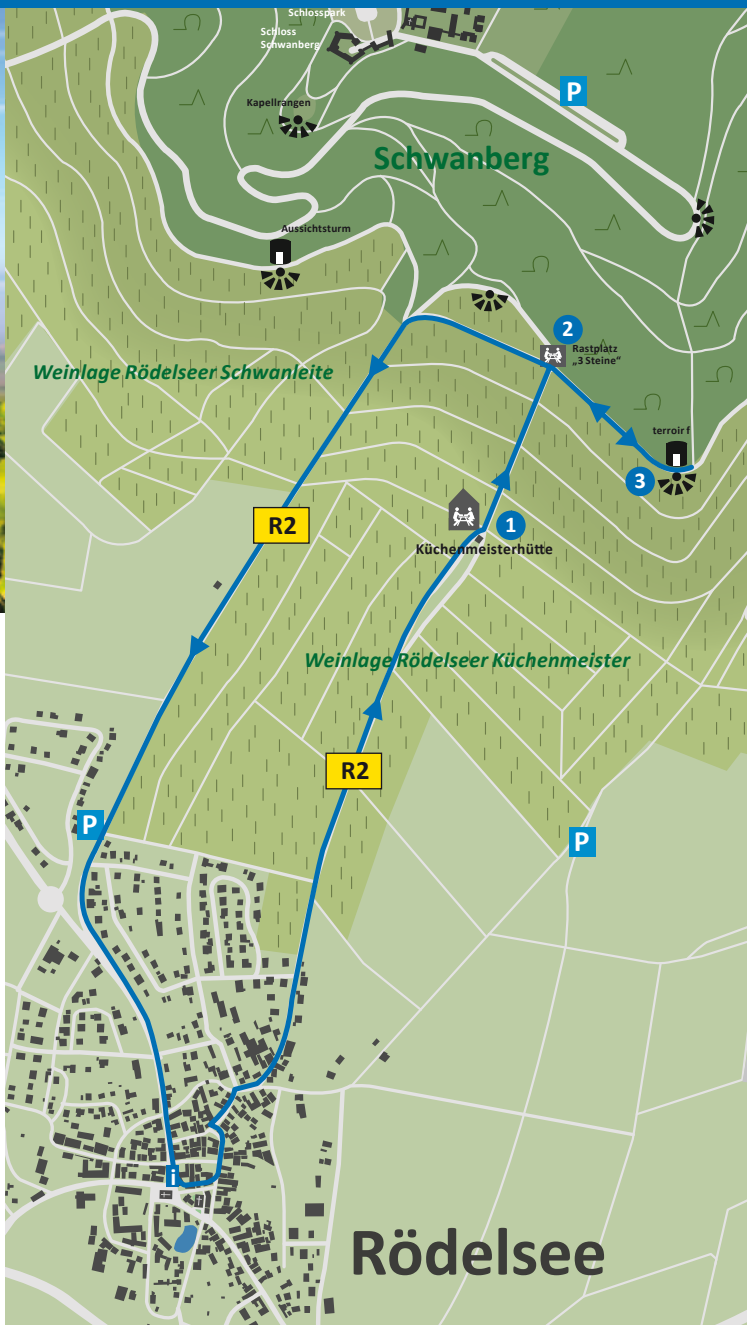 Schlosspark
Schloss
Schwanberg
P
Kapellrangen
Schwanberg
Aussichtsturm
2
Rastplatz
„3 Steine“
Weinlage Rödelseer Schwanleite
terroir f
3
R2
1
Küchenmeisterhütte
Weinlage Rödelseer Küchenmeister
R2
P
P
i
Rödelsee